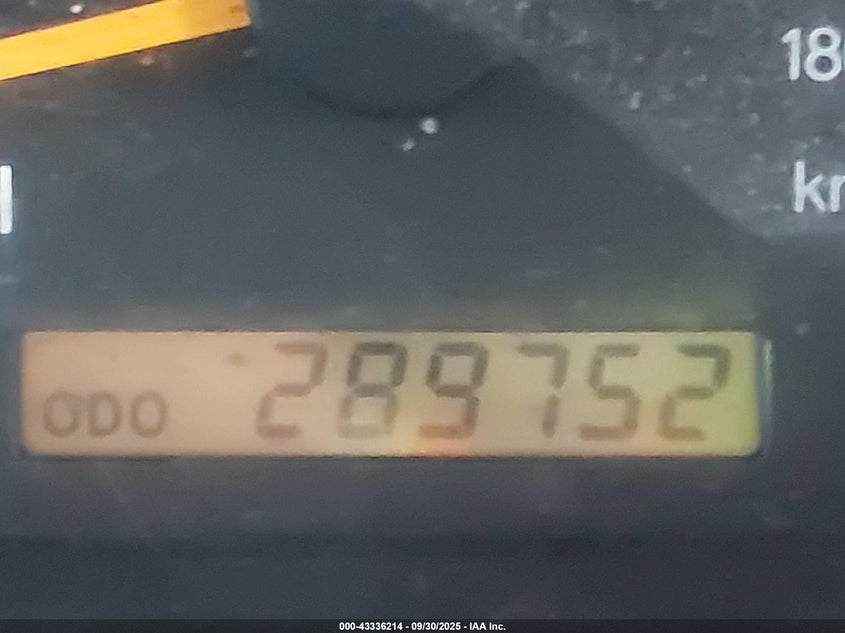 18
km
ODO 289752
000-43336214 - 09/30/2025 - IAA Inc.